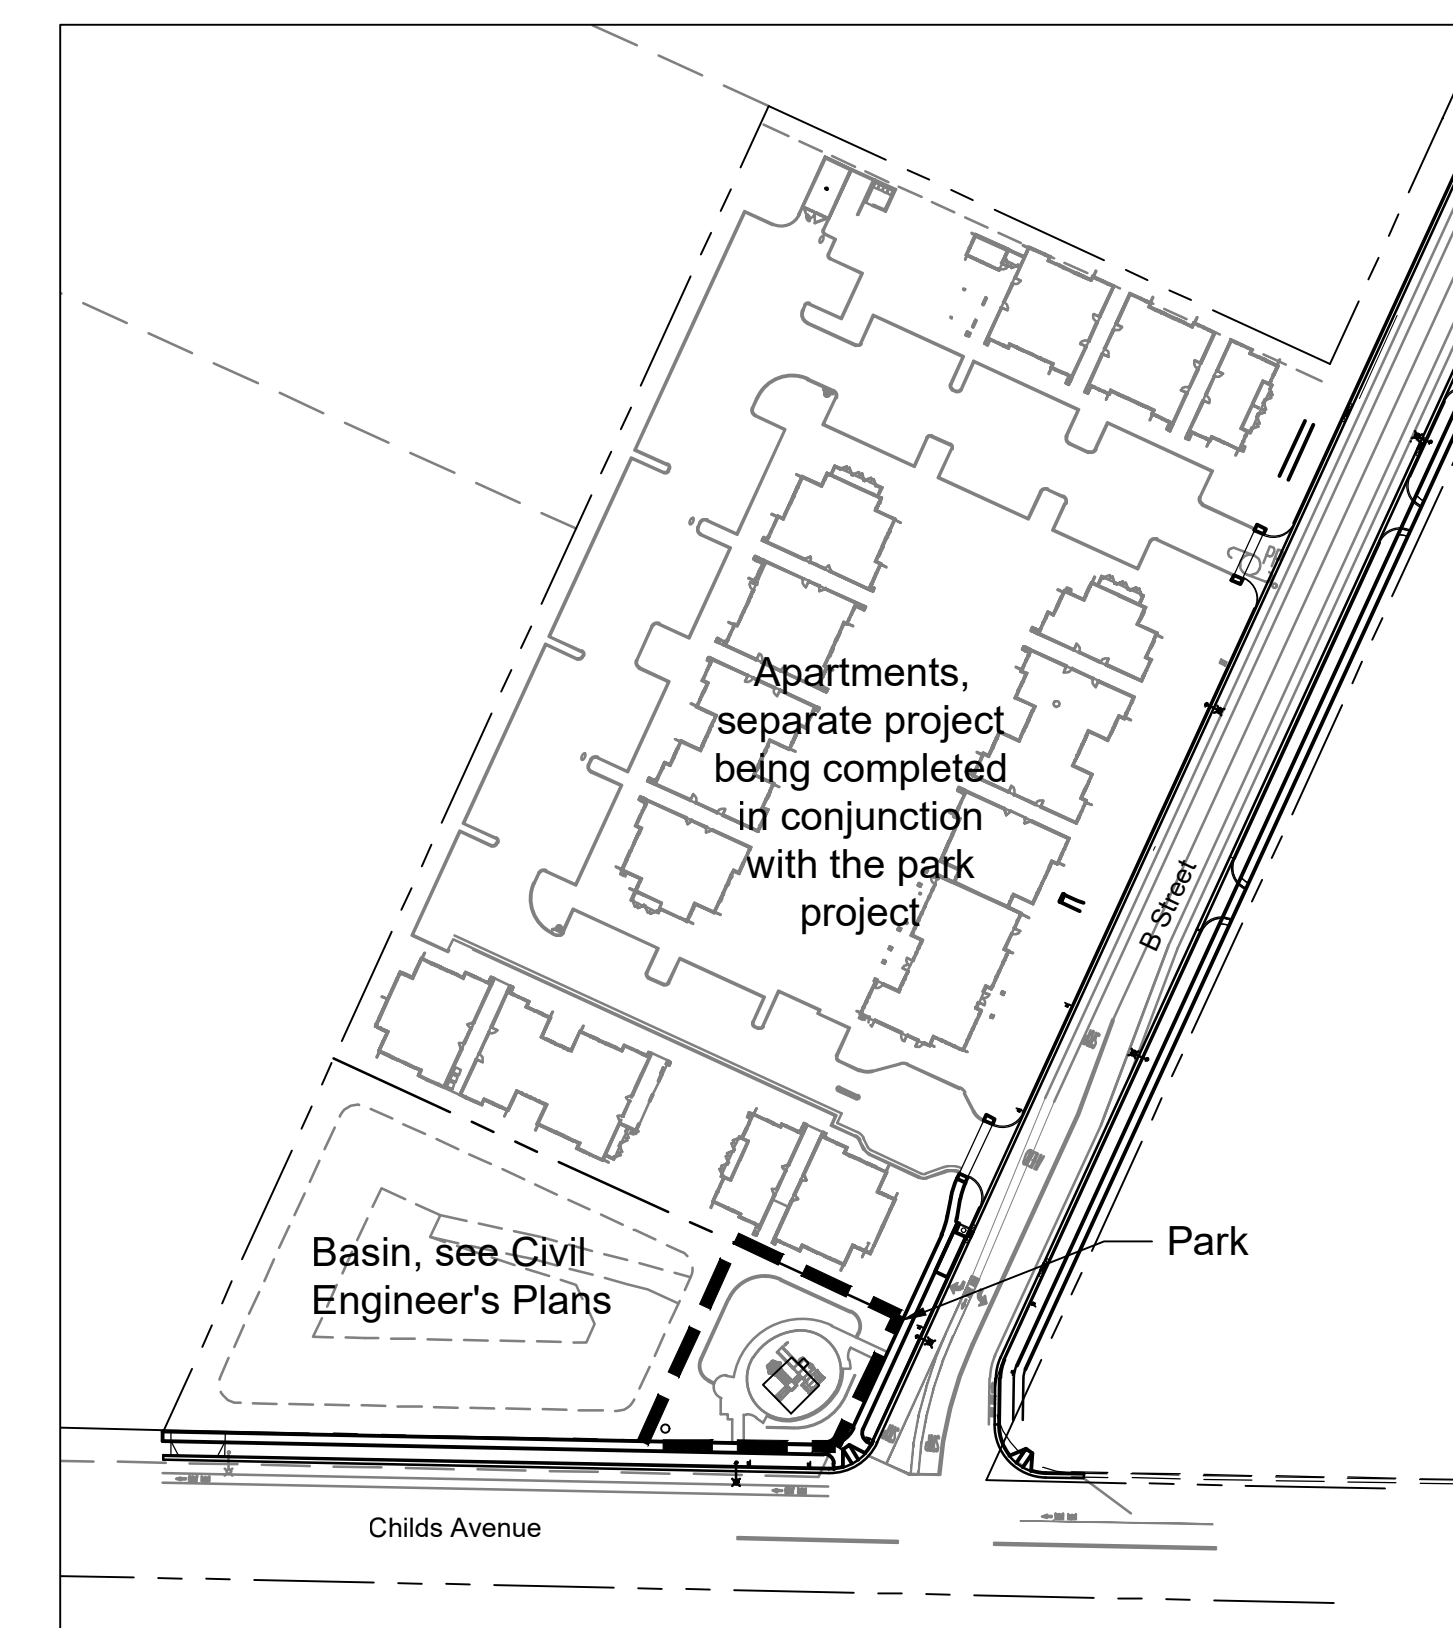 Apartments,
separate project
being completed
in conjunction
with the park
project
B Street
Park
Basin, see Civil
Engineer's Plans
Childs Avenue